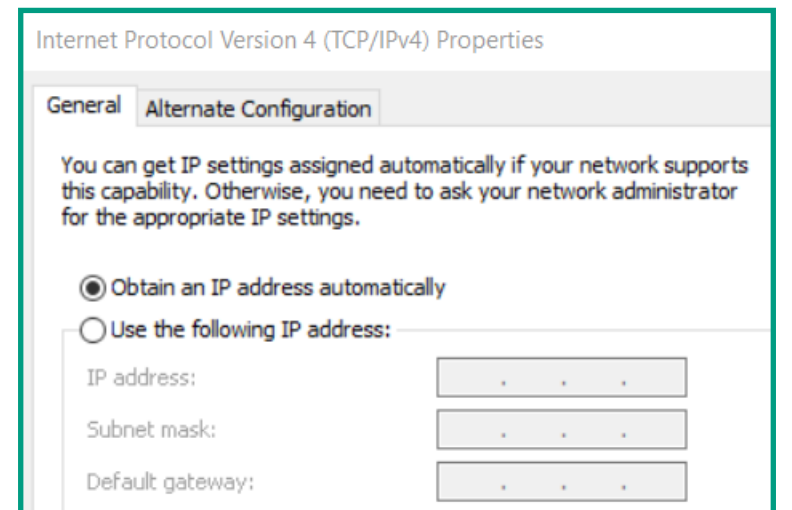 Internet Protocol Version 4 (TCP/IPv4) Properties
General
Alternate Configuration
You can get IP settings assigned automatically if your network supports
this capability. Otherwise, you need to ask your network administrator
for the appropriate IP settings.
Obtain an IP address automatically
Use the following IP address:
IP address:
. . .
Subnet mask:
. . .
Default gateway:
. . .